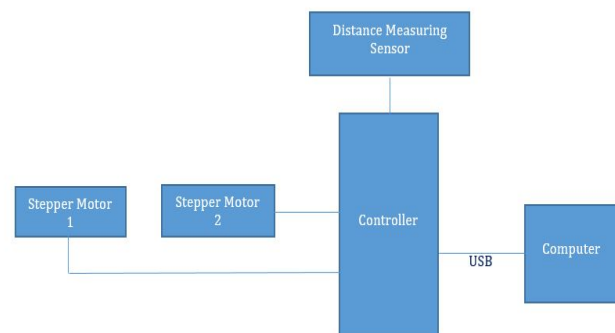 Distance Measuring
Sensor
Stepper Motor
1
Stepper Motor
2
Controller
USB
Computer